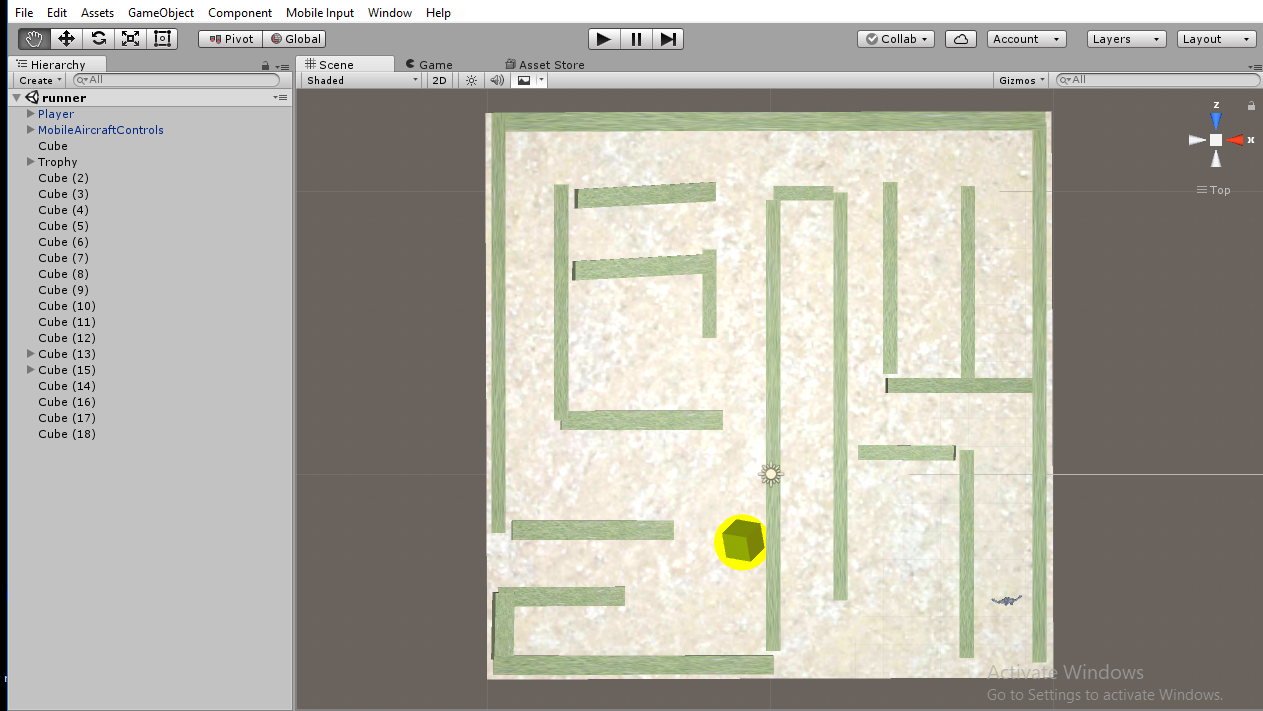 File Edit Assets GameObject Component Mobile Input Window Help
Pivot Global Collab Account Layers Layout
Hierarchy Scene Game Asset Store
Create All Shaded 2D Gizmos All
runner
Player
MobileAircraftControls
Cube
Trophy
Cube (2)
Cube (3)
Cube (4)
Cube (5)
Cube (6)
Cube (7)
Cube (8)
Cube (9)
Cube (10)
Cube (11)
Cube (12)
Cube (13)
Cube (15)
Cube (14)
Cube (16)
Cube (17)
Cube (18)
z
x
Top
Activate Windows
Go to Settings to activate Windows.